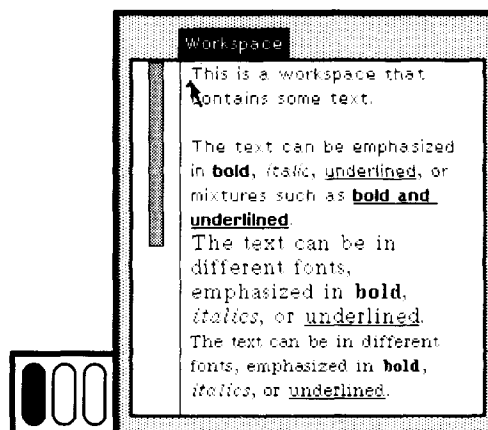 Workspace
This is a workspace that
contains some text.
The text can be emphasized
in bold, italic, underlined, or
mixtures such as bold and
underlilned.
The text can be in
different fonts,
emphasized in bold,
italics, or underlined.
The text can be in different
fonts, emphasized in bold,
italics, or underlined.